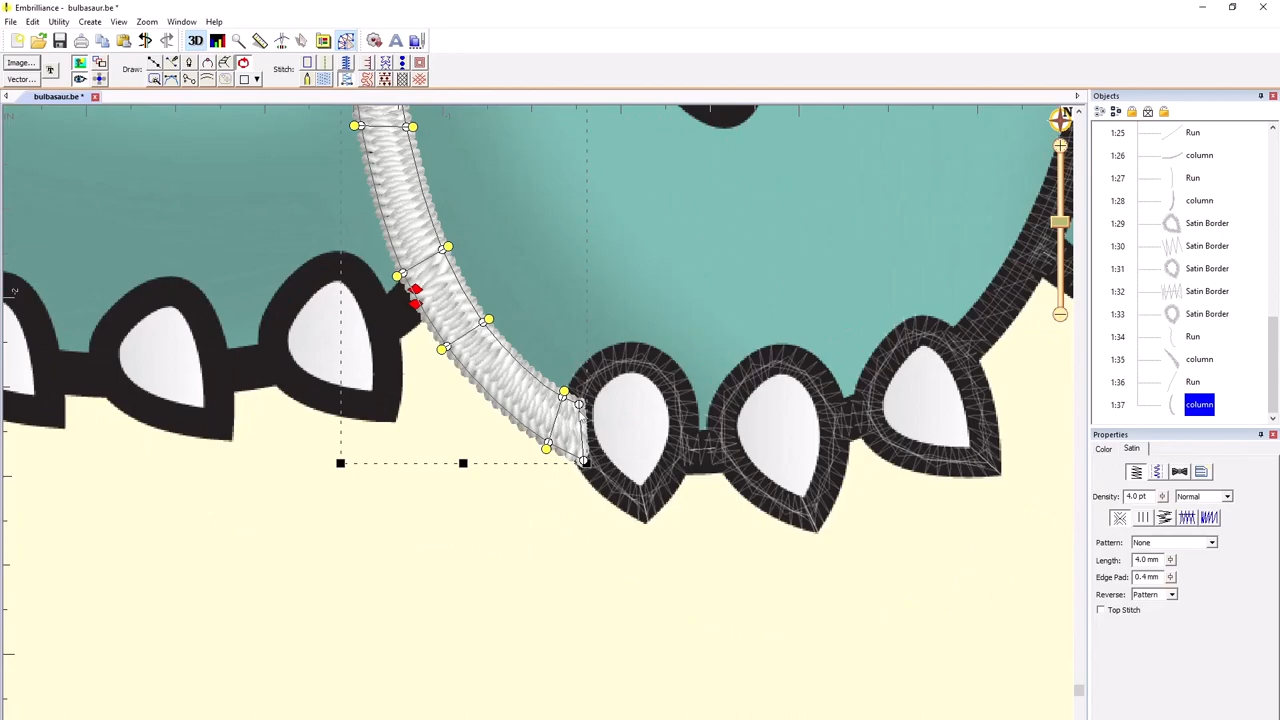 Embrilliance - bulbasaur.be *
File Edit Utility Create View Zoom Window Help
3D A
Image... T Draw: Stitch:
Vector...
bulbasaur.be *
Objects
N
1:25 Run
1:26 column
1:27 Run
1:28 column
1:29 Satin Border
1:30 Satin Border
1:31 Satin Border
1:32 Satin Border
1:33 Satin Border
1:34 Run
1:35 column
1:36 Run
1:37 column
Properties
Color Satin
Density: 4.0 pt Normal
Pattern: None
Length: 4.0 mm
Edge Pad: 0.4 mm
Reverse: Pattern
Top Stitch